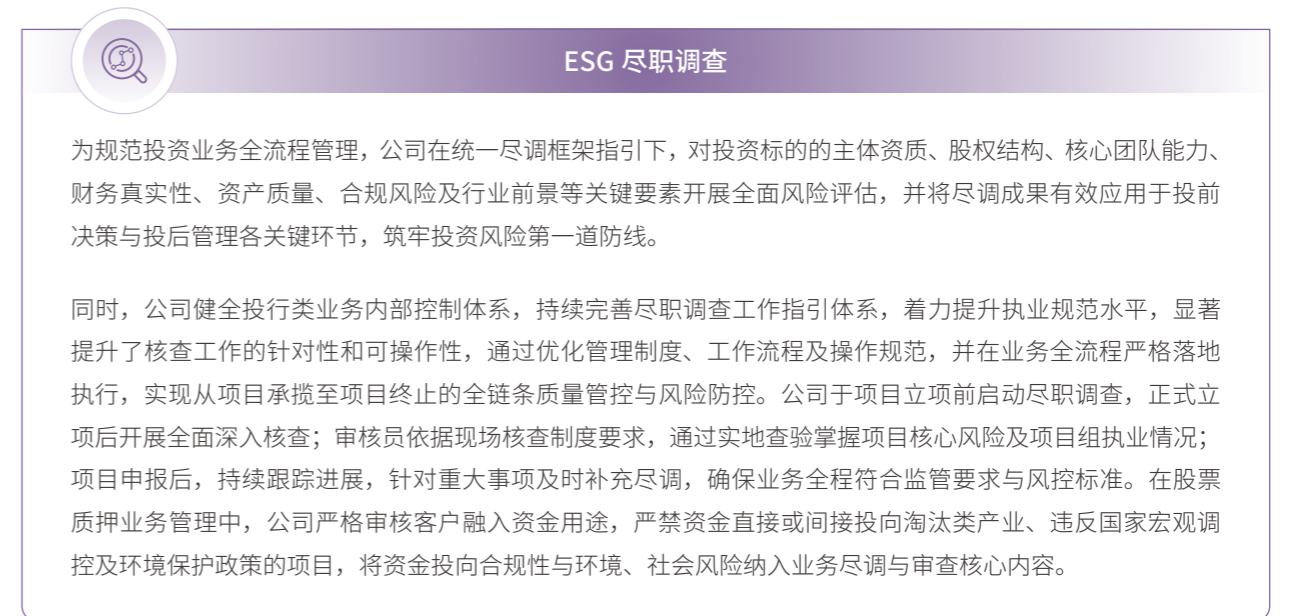 ESG 尽职调查
为规范投资业务全流程管理，公司在统一尽调框架指引下，对投资标的的主体资质、股权结构、核心团队能力、
财务真实性、资产质量、合规风险及行业前景等关键要素开展全面风险评估，并将尽调成果有效应用于投前
决策与投后管理各关键环节，筑牢投资风险第一道防线。
同时，公司健全投行类业务内部控制体系，持续完善尽职调查工作指引体系，着力提升执业规范水平，显著
提升了核查工作的针对性和可操作性，通过优化管理制度、工作流程及操作规范，并在业务全流程严格落地
执行，实现从项目承揽至项目终止的全链条质量管控与风险防控。公司于项目立项前启动尽职调查，正式立
项后开展全面深入核查；审核员依据现场核查制度要求，通过实地查验掌握项目核心风险及项目组执业情况；
项目申报后，持续跟踪进展，针对重大事项及时补充尽调，确保业务全程符合监管要求与风控标准。在股票
质押业务管理中，公司严格审核客户融入资金用途，严禁资金直接或间接投向淘汰类产业、违反国家宏观调
控及环境保护政策的项目，将资金投向合规性与环境、社会风险纳入业务尽调与审查核心内容。